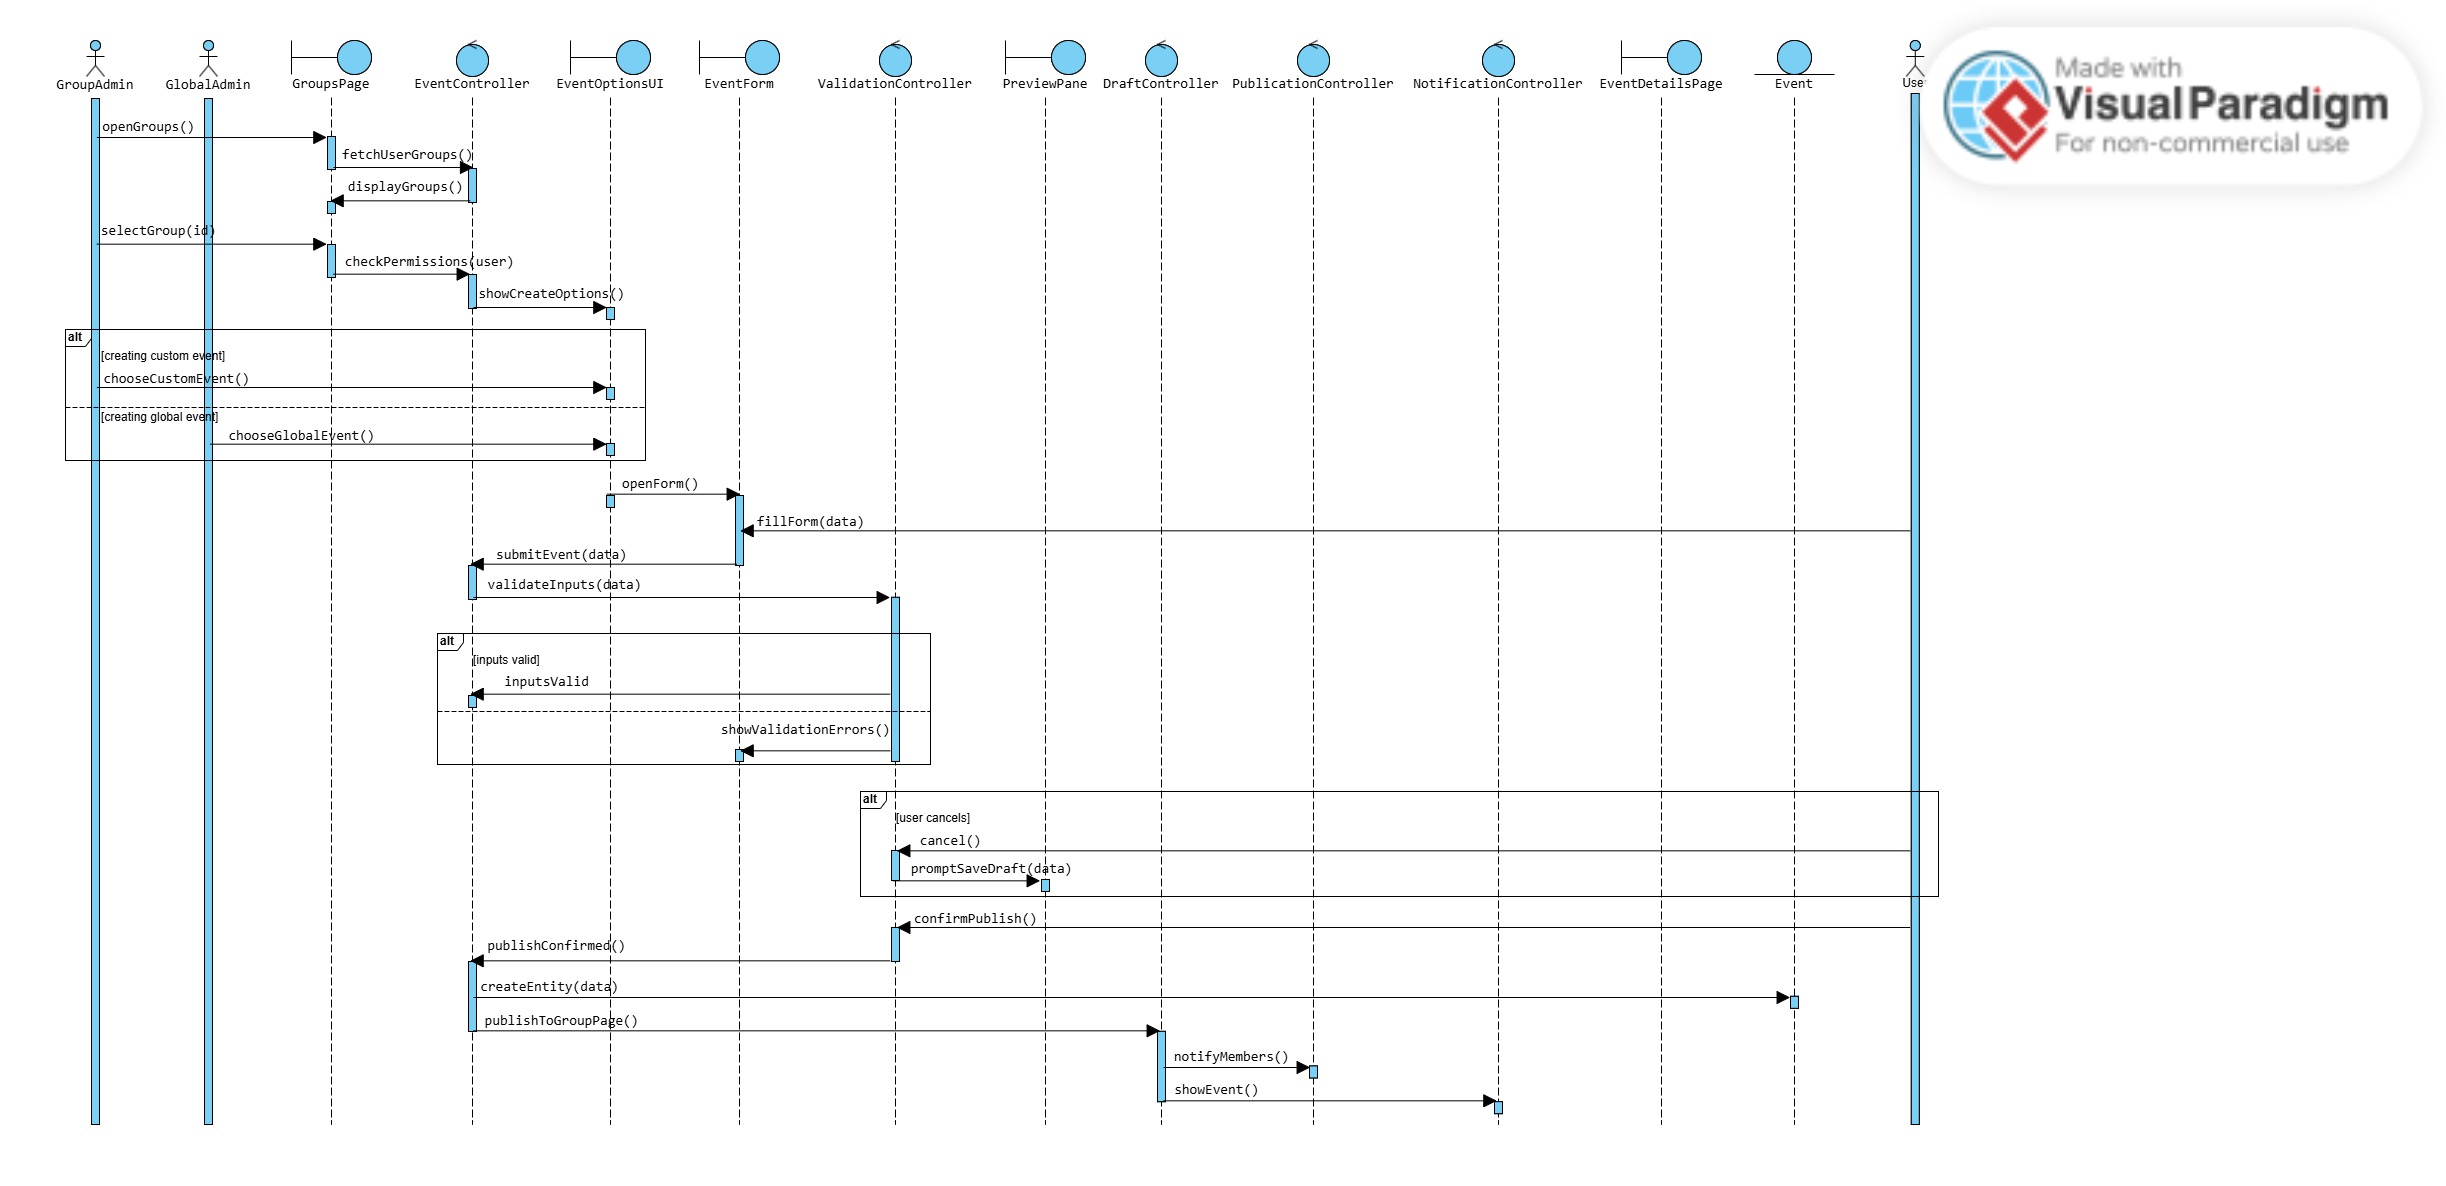 GroupAdmin
GlobalAdmin
GroupsPage
EventController
EventOptionsUI
EventForm
ValidationController
PreviewPane
DraftController
PublicationController
NotificationController
EventDetailsPage
Event
Made with
Visual Paradigm
For non-commercial use
openGroups()
fetchUserGroups()
displayGroups()
selectGroup(id)
checkPermissions(user)
showCreateOptions()
alt
[creating custom event]
chooseCustomEvent()
[creating global event]
chooseGlobalEvent()
openForm()
fillForm(data)
submitEvent(data)
validateInputs(data)
alt
[inputs valid]
inputsValid
showValidationErrors()
alt
[user cancels]
cancel()
promptSaveDraft(data)
confirmPublish()
publishConfirmed()
createEntity(data)
publishToGroupPage()
notifyMembers()
showEvent()